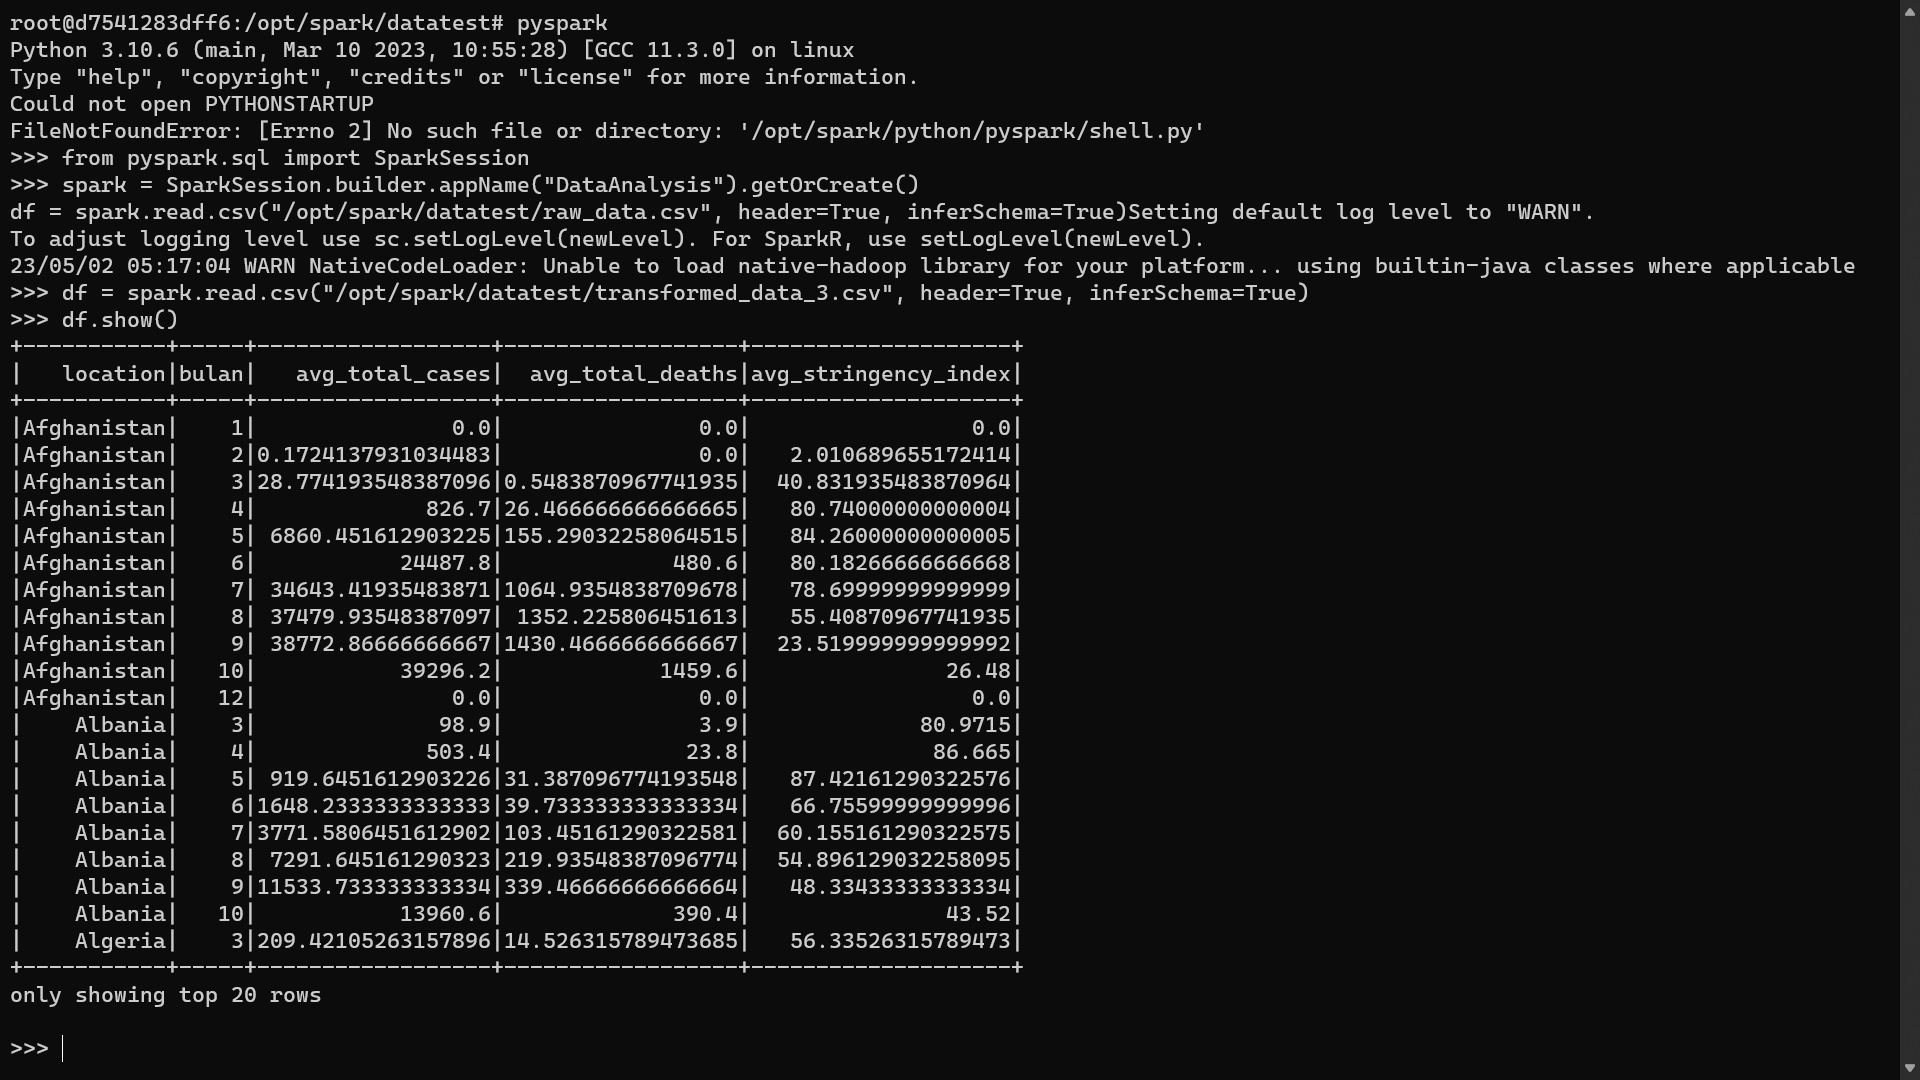 root@d7541283dff6:/opt/spark/datatest# pyspark
Python 3.10.6 (main, Mar 10 2023, 10:55:28) [GCC 11.3.0] on linux
Type "help", "copyright", "credits" or "license" for more information.
Could not open PYTHONSTARTUP
FileNotFoundError: [Errno 2] No such file or directory: '/opt/spark/python/pyspark/shell.py'
>>> from pyspark.sql import SparkSession
>>> spark = SparkSession.builder.appName("DataAnalysis").getOrCreate()
df = spark.read.csv("/opt/spark/datatest/raw_data.csv", header=True, inferSchema=True)Setting default log level to "WARN".
To adjust logging level use sc.setLogLevel(newLevel). For SparkR, use setLogLevel(newLevel).
23/05/02 05:17:04 WARN NativeCodeLoader: Unable to load native-hadoop library for your platform... using builtin-java classes where applicable
>>> df = spark.read.csv("/opt/spark/datatest/transformed_data_3.csv", header=True, inferSchema=True)
>>> df.show()
+-----------+-----+------------------+------------------+--------------------+
|   location|bulan|   avg_total_cases|  avg_total_deaths|avg_stringency_index|
+-----------+-----+------------------+------------------+--------------------+
|Afghanistan|    1|               0.0|               0.0|                 0.0|
|Afghanistan|    2|0.1724137931034483|               0.0|   2.010689655172414|
|Afghanistan|    3|28.774193548387096|0.5483870967741935|  40.831935483870964|
|Afghanistan|    4|             826.7|26.466666666666665|   80.74000000000004|
|Afghanistan|    5| 6860.451612903225|155.29032258064515|   84.26000000000005|
|Afghanistan|    6|           24487.8|             480.6|   80.18266666666668|
|Afghanistan|    7| 34643.41935483871|1064.9354838709678|   78.69999999999999|
|Afghanistan|    8| 37479.93548387097| 1352.225806451613|   55.40870967741935|
|Afghanistan|    9| 38772.86666666667|1430.4666666666667|  23.519999999999992|
|Afghanistan|   10|           39296.2|            1459.6|               26.48|
|Afghanistan|   12|               0.0|               0.0|                 0.0|
|    Albania|    3|              98.9|               3.9|             80.9715|
|    Albania|    4|             503.4|              23.8|              86.665|
|    Albania|    5| 919.6451612903226|31.387096774193548|   87.42161290322576|
|    Albania|    6|1648.2333333333333|39.733333333333334|   66.75599999999996|
|    Albania|    7|3771.5806451612902|103.45161290322581|  60.155161290322575|
|    Albania|    8| 7291.645161290323|219.93548387096774|  54.896129032258095|
|    Albania|    9|11533.733333333334|339.46666666666664|   48.3343333333334|
|    Albania|   10|           13960.6|             390.4|               43.52|
|    Algeria|    3|209.42105263157896|14.526315789473685|   56.33526315789473|
+-----------+-----+------------------+------------------+--------------------+
only showing top 20 rows
>>>